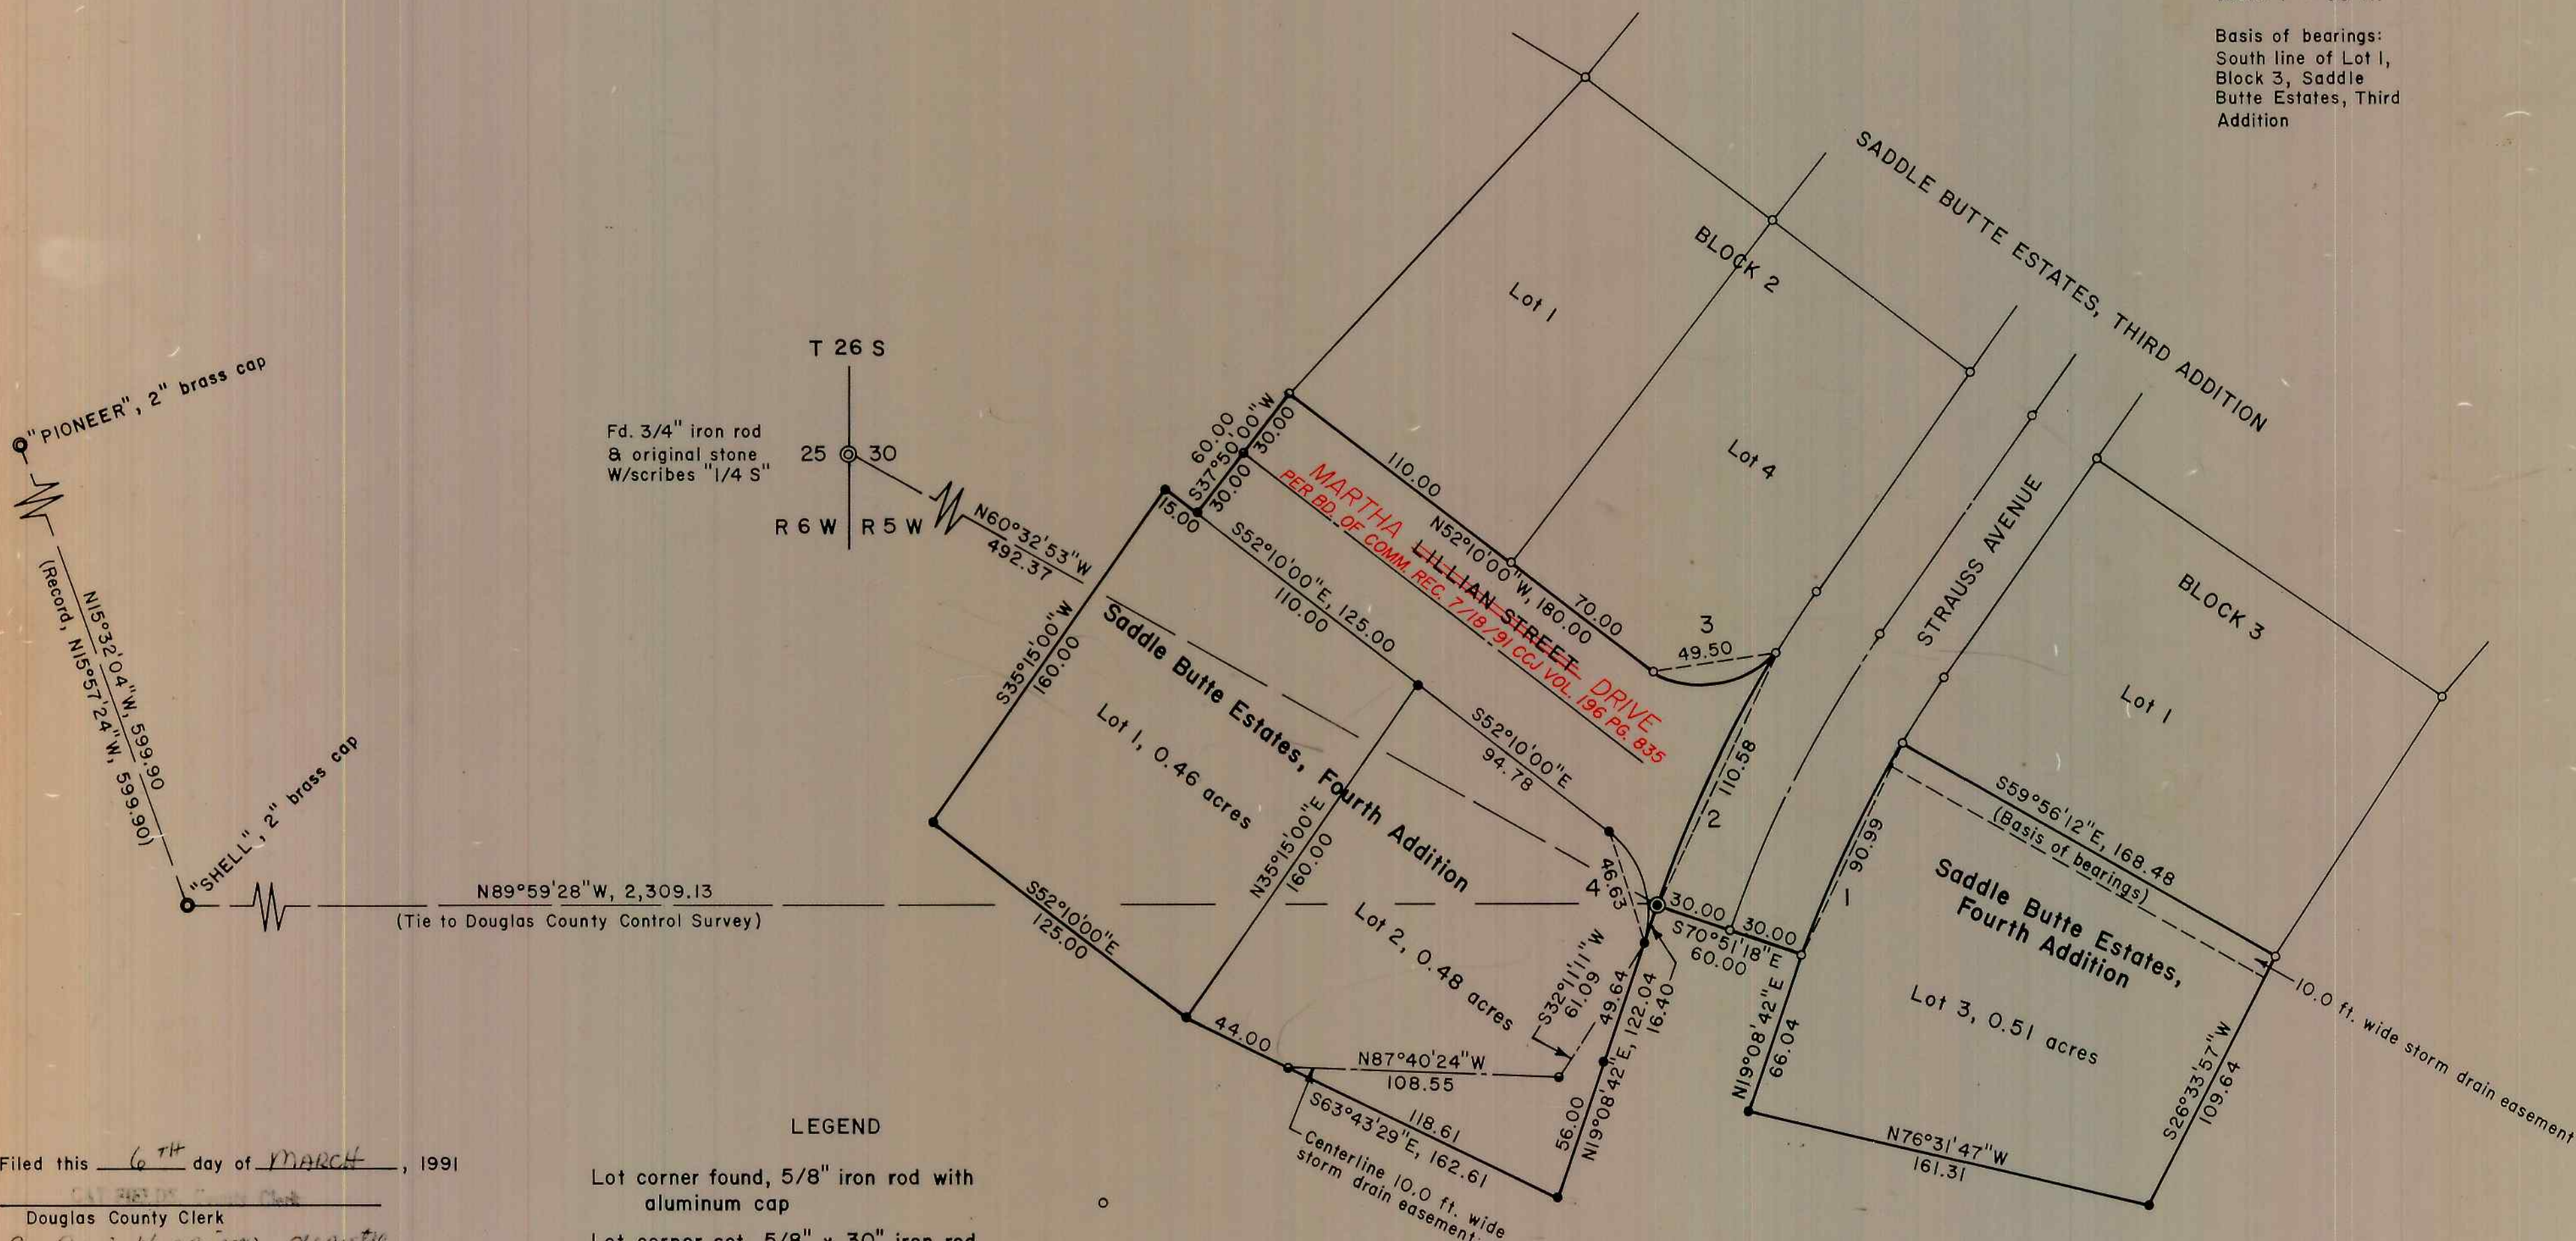 Basis of bearings:
South line of Lot 1,
Block 3, Saddle
Butte Estates, Third
Addition
SADDLE BUTTE ESTATES, THIRD ADDITION
BLOCK 2
Lot 1
Lot 4
T 26 S
"PIONEER", 2" brass cap
Fd. 3/4" iron rod
& original stone
W/scribes "1/4 S"
25
30
R 6 W
R 5 W
N60°32'53"W
492.37
60.00
S37°50'00"W
30.00
30.00
15.00
110.00
N52°10'00"W, 180.00
70.00
MARTHA LILLIAN STREET DRIVE
PER BD. OF COMM. REC. 7/18/91 CCJ VOL. 196 PG. 835
S52°10'00"E, 125.00
110.00
3
49.50
STRAUSS AVENUE
BLOCK 3
Lot 1
N15°32'04"W, 599.90
(Record, N15°57'24"W, 599.90)
"SHELL", 2" brass cap
S35°15'00"W
160.00
Saddle Butte Estates, Fourth Addition
Lot 1, 0.46 acres
S52°10'00"E
94.78
110.58
2
90.99
1
S59°56'12"E, 168.48
(Basis of bearings)
Saddle Butte Estates,
Fourth Addition
N35°15'00"E
160.00
46.63
4
30.00
30.00
S70°51'18"E
60.00
N89°59'28"W, 2,309.13
(Tie to Douglas County Control Survey)
S52°10'00"E
125.00
Lot 2, 0.48 acres
S32°11'11"W
61.09
49.64
N19°08'42"E, 122.04
16.40
56.00
N19°08'42"E
66.04
Lot 3, 0.51 acres
10.0 ft. wide storm drain easement
S26°33'57"W
109.64
44.00
N87°40'24"W
108.55
118.61
S63°43'29"E, 162.61
Centerline 10.0 ft. wide
storm drain easement
N76°31'47"W
161.31
LEGEND
Lot corner found, 5/8" iron rod with
aluminum cap
Lot corner set, 5/8" x 30" iron rod
Filed this 6TH day of MARCH, 1991
Douglas County Clerk